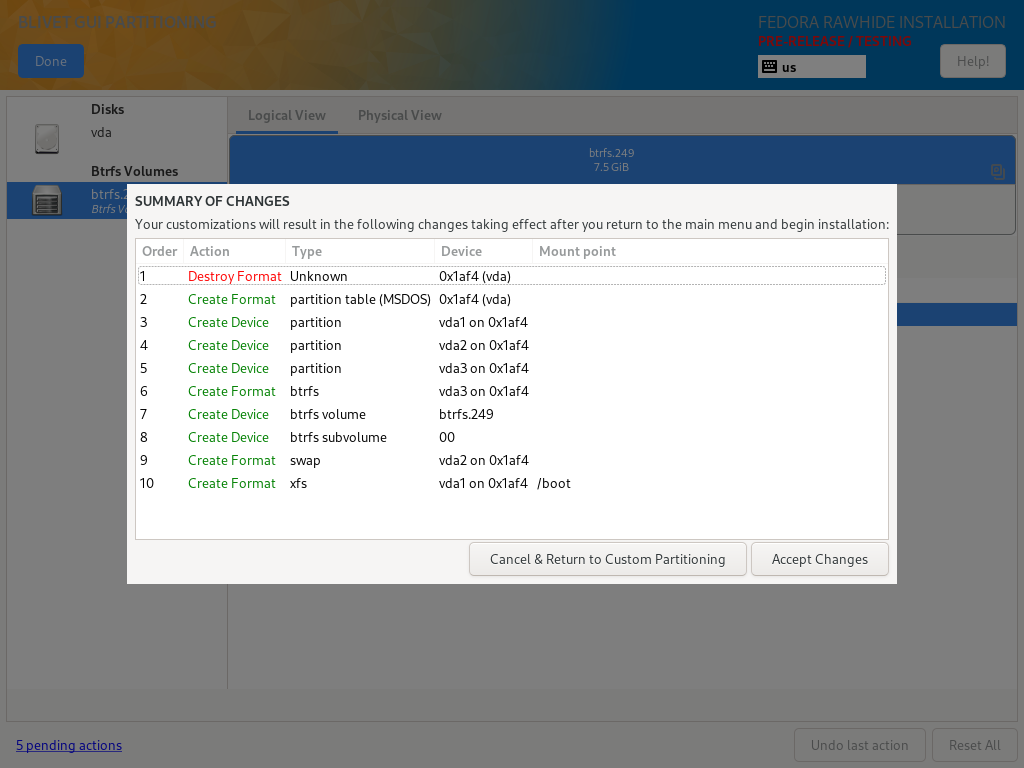 BLIVET GUI PARTITIONING
FEDORA RAWHIDE INSTALLATION
PRE-RELEASE / TESTING
Done
us
Help!
Disks
vda
Btrfs Volumes
btrfs.2
Btrfs Vo
Logical View
Physical View
btrfs.249
7.5 GiB
SUMMARY OF CHANGES
Your customizations will result in the following changes taking effect after you return to the main menu and begin installation:
Order Action Type Device Mount point
1 Destroy Format Unknown 0x1af4 (vda)
2 Create Format partition table (MSDOS) 0x1af4 (vda)
3 Create Device partition vda1 on 0x1af4
4 Create Device partition vda2 on 0x1af4
5 Create Device partition vda3 on 0x1af4
6 Create Format btrfs vda3 on 0x1af4
7 Create Device btrfs volume btrfs.249
8 Create Device btrfs subvolume 00
9 Create Format swap vda2 on 0x1af4
10 Create Format xfs vda1 on 0x1af4 /boot
Cancel & Return to Custom Partitioning
Accept Changes
5 pending actions
Undo last action
Reset All